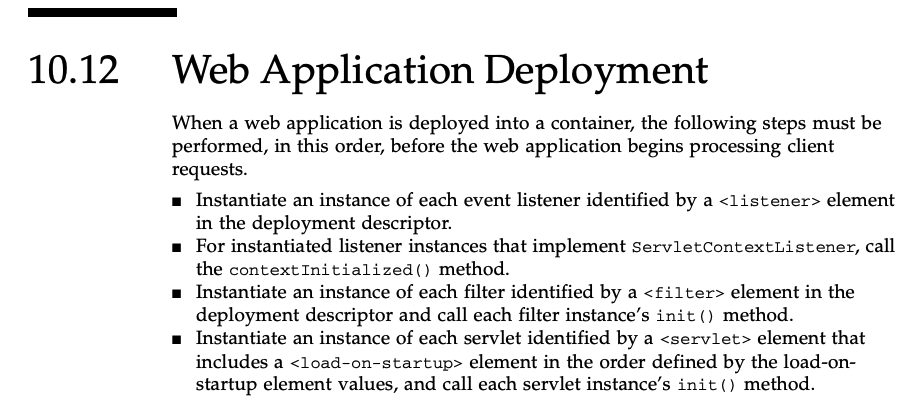 10.12 Web Application Deployment
When a web application is deployed into a container, the following steps must be
performed, in this order, before the web application begins processing client
requests.
■ Instantiate an instance of each event listener identified by a <listener> element
in the deployment descriptor.
■ For instantiated listener instances that implement ServletContextListener, call
the contextInitialized() method.
■ Instantiate an instance of each filter identified by a <filter> element in the
deployment descriptor and call each filter instance's init() method.
■ Instantiate an instance of each servlet identified by a <servlet> element that
includes a <load-on-startup> element in the order defined by the load-on-
startup element values, and call each servlet instance's init() method.